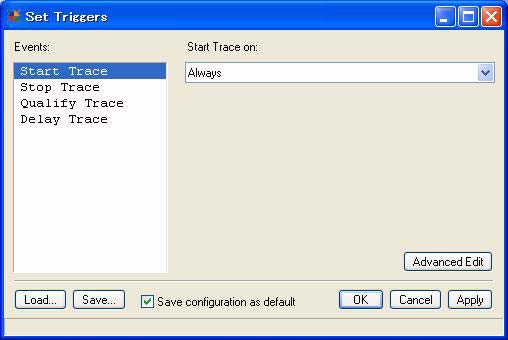 Set Triggers
Events:
Start Trace on:
Start Trace
Stop Trace
Qualify Trace
Delay Trace
Always
Advanced Edit
Load...
Save...
Save configuration as default
OK
Cancel
Apply